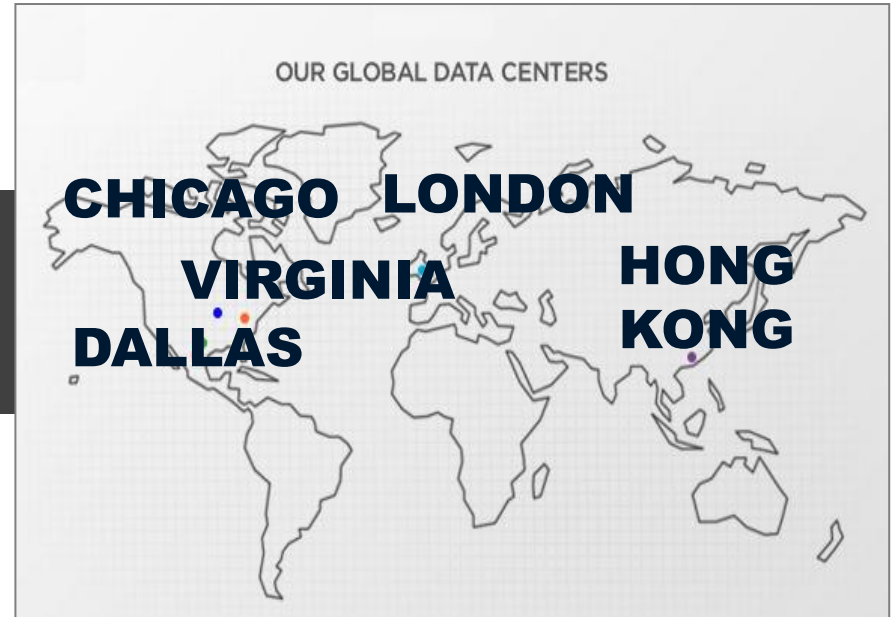 OUR GLOBAL DATA CENTERS
CHICAGO
LONDON
VIRGINIA
HONG
KONG
DALLAS